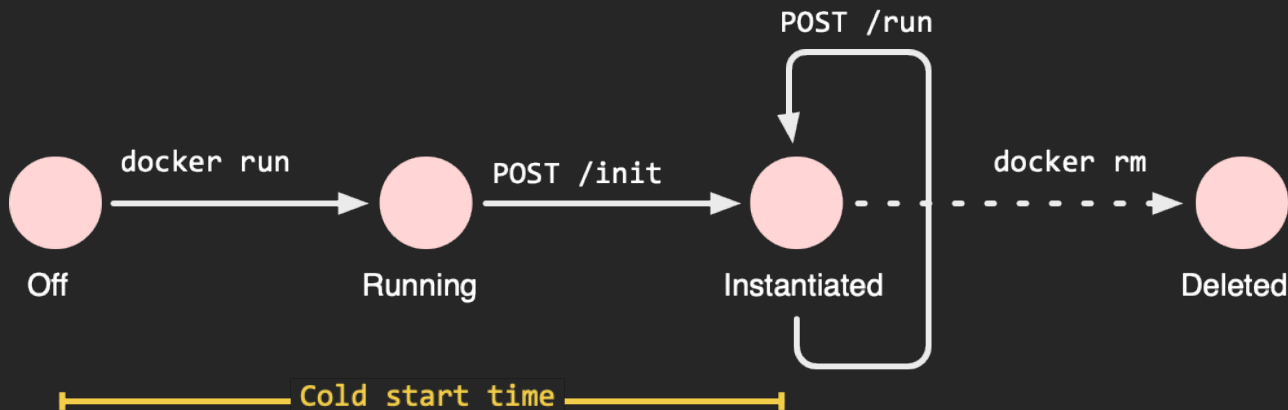 POST /run
docker run
POST /init
docker rm
Off
Running
Instantiated
Deleted
Cold start time